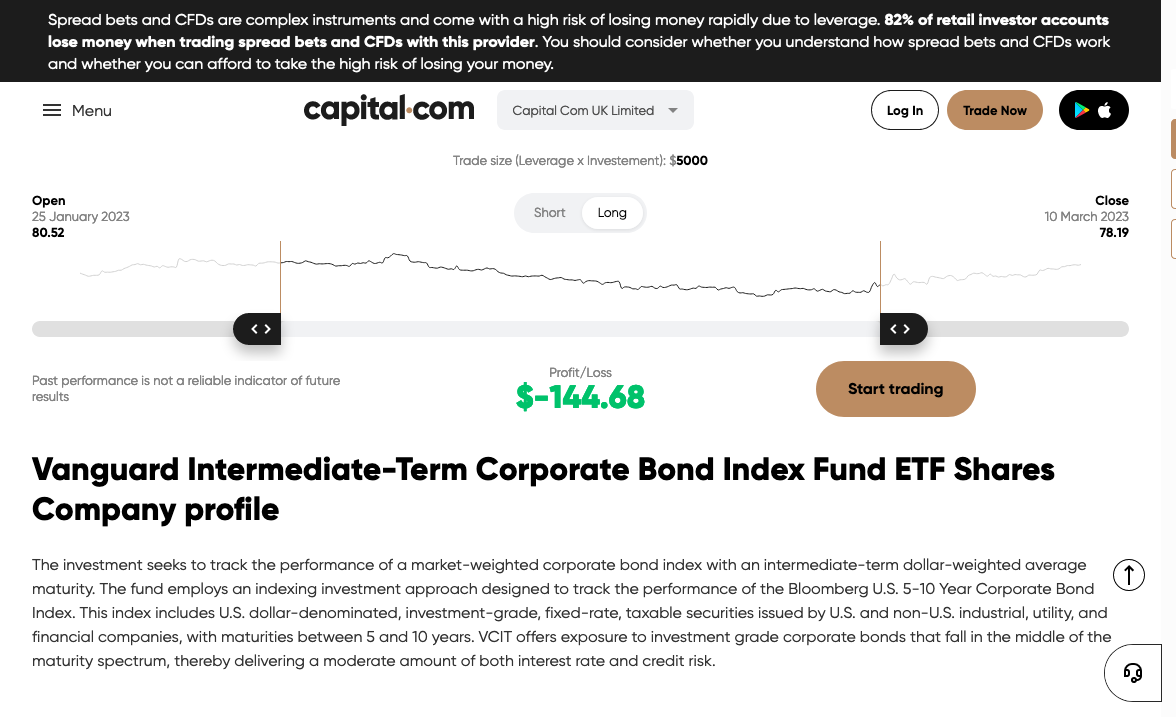 Spread bets and CFDs are complex instruments and come with a high risk of losing money rapidly due to leverage. 82% of retail investor accounts
lose money when trading spread bets and CFDs with this provider. You should consider whether you understand how spread bets and CFDs work
and whether you can afford to take the high risk of losing your money.
Menu
capital.com
Capital Com UK Limited
Log In
Trade Now
Trade size (Leverage x Investement): $5000
Open
25 January 2023
80.52
Short
Long
Close
10 March 2023
78.19
Past performance is not a reliable indicator of future
results
Profit/Loss
$-144.68
Start trading
Vanguard Intermediate-Term Corporate Bond Index Fund ETF Shares
Company profile
The investment seeks to track the performance of a market-weighted corporate bond index with an intermediate-term dollar-weighted average
maturity. The fund employs an indexing investment approach designed to track the performance of the Bloomberg U.S. 5-10 Year Corporate Bond
Index. This index includes U.S. dollar-denominated, investment-grade, fixed-rate, taxable securities issued by U.S. and non-U.S. industrial, utility, and
financial companies, with maturities between 5 and 10 years. VCIT offers exposure to investment grade corporate bonds that fall in the middle of the
maturity spectrum, thereby delivering a moderate amount of both interest rate and credit risk.